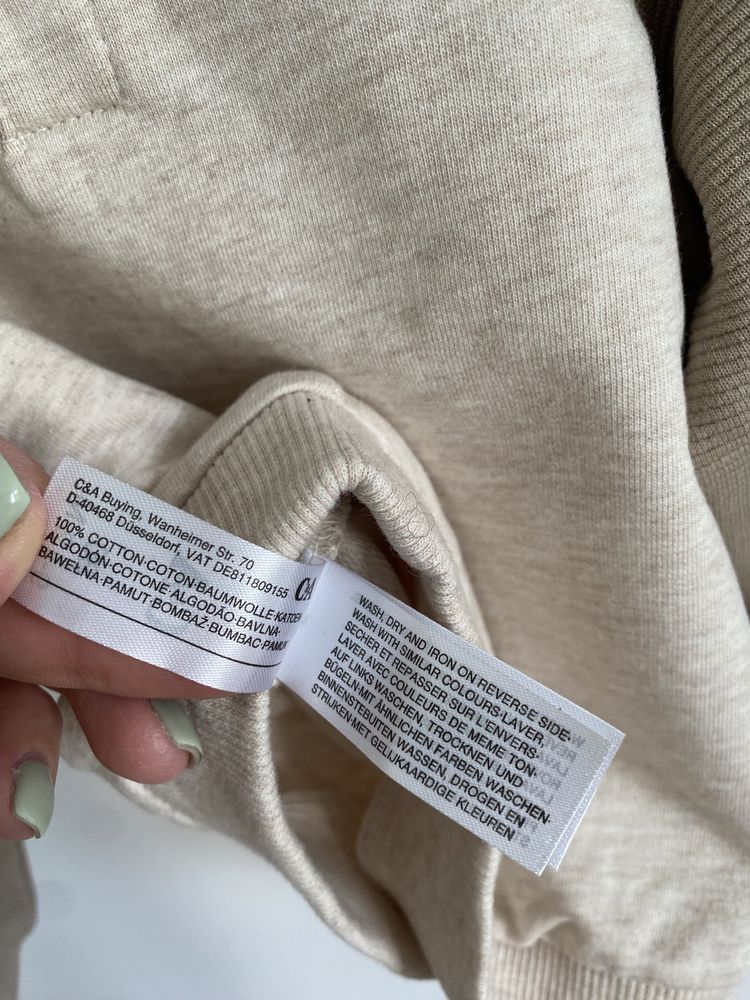 C&A Buying, Wanheimer Str. 70
D-40468 Düsseldorf, VAT DE811809155
100% COTTON·COTON·BAUMWOLLE·KATOEN
ALGODÓN·COTONE·ALGODÃO·BAVLNA·
BAWEŁNA·PAMUT·BOMBAŽ·BUMBAC·PAMUK
WASH, DRY AND IRON ON REVERSE SIDE·
WASH WITH SIMILAR COLOURS·LAVER,
SÉCHER ET REPASSER SUR L'ENVERS·
LAVER AVEC COULEURS DE MÊME TON·
AUF LINKS WASCHEN, TROCKNEN UND
BÜGELN·MIT ÄHNLICHEN FARBEN WASCHEN·
BINNENSTEBUITEN WASSEN, DROGEN EN
STRIJKEN·MET GELIJKAARDIGE KLEUREN